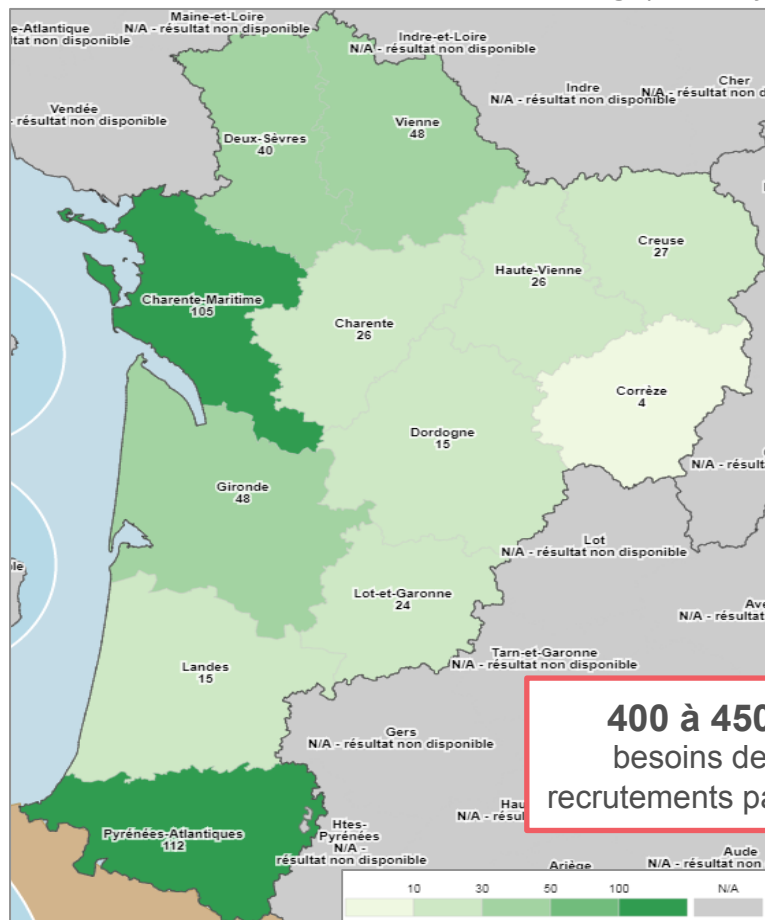 Maine-et-Loire
N/A - résultat non disponible
e-Atlantique
ltat non disponible
Indre-et-Loire
N/A - résultat non disponible
Indre
N/A - résultat non disponible
Cher
N/A - résultat non d
Vendée
- résultat non disponible
Vienne
48
Deux-Sèvres
40
Creuse
27
Haute-Vienne
26
Charente-Maritime
105
Charente
26
Corrèze
4
Dordogne
15
N/A - résult
Gironde
48
Lot
N/A - résultat non disponible
Lot-et-Garonne
24
Ave
N/A - résultat
Tarn-et-Garonne
N/A - résultat non disponible
Landes
15
Gers
N/A - résultat non disponible
400 à 450
besoins de
recrutements pa
Hau
N/A - résul
Pyrénées-Atlantiques
112
Htes-
Pyrénées
N/A -
résultat non disponible
Ariège
Aude
N/A - résultat non
10 30 50 100 N/A